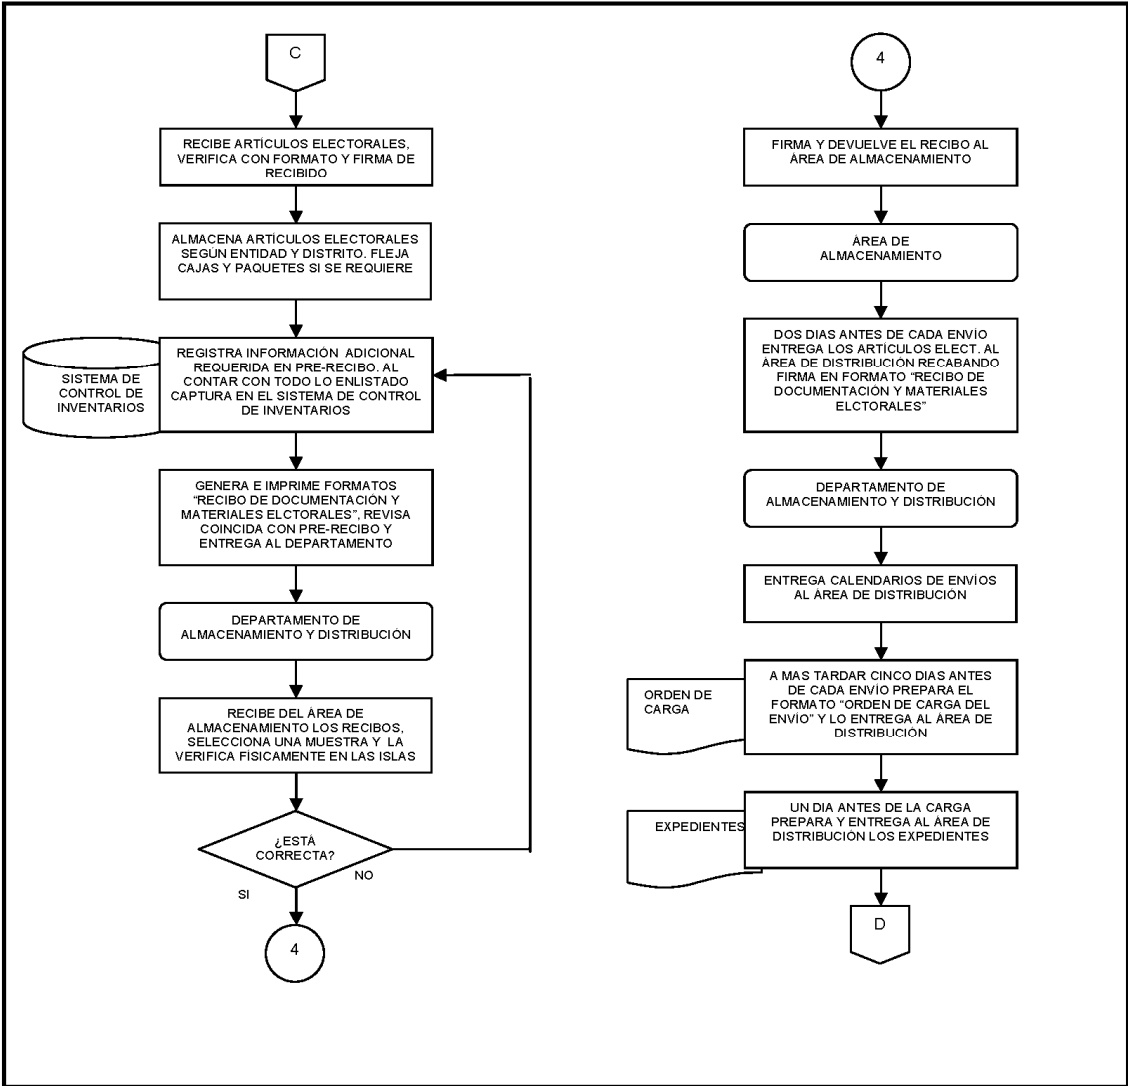 C
RECIBE ARTÍCULOS ELECTORALES,
VERIFICA CON FORMATO Y FIRMA DE
RECIBIDO
ALMACENA ARTÍCULOS ELECTORALES
SEGÚN ENTIDAD Y DISTRITO. FLEJA
CAJAS Y PAQUETES SI SE REQUIERE
SISTEMA DE
CONTROL DE
INVENTARIOS
REGISTRA INFORMACIÓN ADICIONAL
REQUERIDA EN PRE-RECIBO. AL
CONTAR CON TODO LO ENLISTADO
CAPTURA EN EL SISTEMA DE CONTROL
DE INVENTARIOS
GENERA E IMPRIME FORMATOS
“RECIBO DE DOCUMENTACIÓN Y
MATERIALES ELCTORALES”, REVISA
COINCIDA CON PRE-RECIBO Y
ENTREGA AL DEPARTAMENTO
DEPARTAMENTO DE
ALMACENAMIENTO Y DISTRIBUCIÓN
RECIBE DEL ÁREA DE
ALMACENAMIENTO LOS RECIBOS,
SELECCIONA UNA MUESTRA Y LA
VERIFICA FÍSICAMENTE EN LAS ISLAS
¿ESTÁ
CORRECTA?
NO
SI
4
4
FIRMA Y DEVUELVE EL RECIBO AL
ÁREA DE ALMACENAMIENTO
ÁREA DE
ALMACENAMIENTO
DOS DIAS ANTES DE CADA ENVÍO
ENTREGA LOS ARTÍCULOS ELECT. AL
ÁREA DE DISTRIBUCIÓN RECABANDO
FIRMA EN FORMATO “RECIBO DE
DOCUMENTACIÓN Y MATERIALES
ELCTORALES”
DEPARTAMENTO DE
ALMACENAMIENTO Y DISTRIBUCIÓN
ENTREGA CALENDARIOS DE ENVÍOS
AL ÁREA DE DISTRIBUCIÓN
ORDEN DE
CARGA
A MAS TARDAR CINCO DIAS ANTES
DE CADA ENVÍO PREPARA EL
FORMATO “ORDEN DE CARGA DEL
ENVÍO” Y LO ENTREGA AL ÁREA DE
DISTRIBUCIÓN
EXPEDIENTES
UN DIA ANTES DE LA CARGA
PREPARA Y ENTREGA AL ÁREA DE
DISTRIBUCIÓN LOS EXPEDIENTES
D